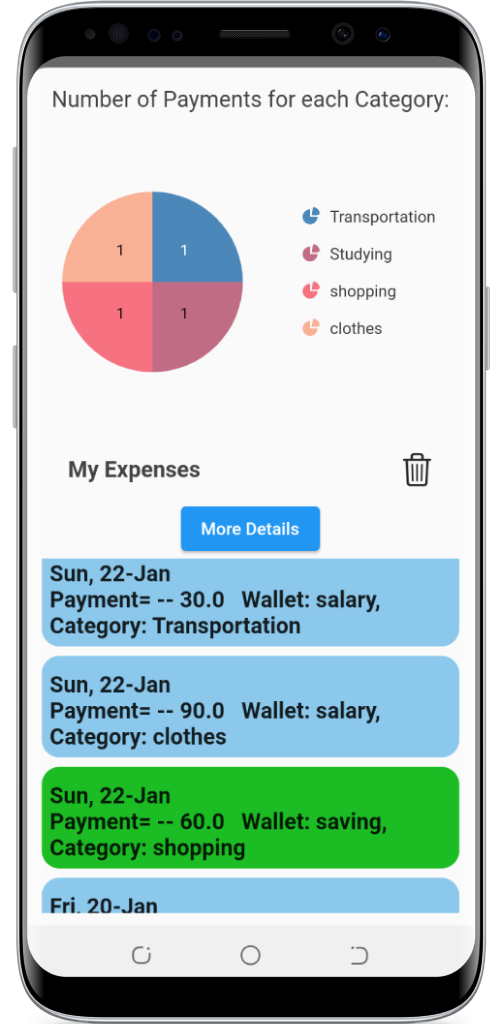 Number of Payments for each Category:
1
1
1
1
Transportation
Studying
shopping
clothes
My Expenses
More Details
Sun, 22-Jan
Payment= -- 30.0 Wallet: salary,
Category: Transportation
Sun, 22-Jan
Payment= -- 90.0 Wallet: salary,
Category: clothes
Sun, 22-Jan
Payment= -- 60.0 Wallet: saving,
Category: shopping
Fri, 20-Jan